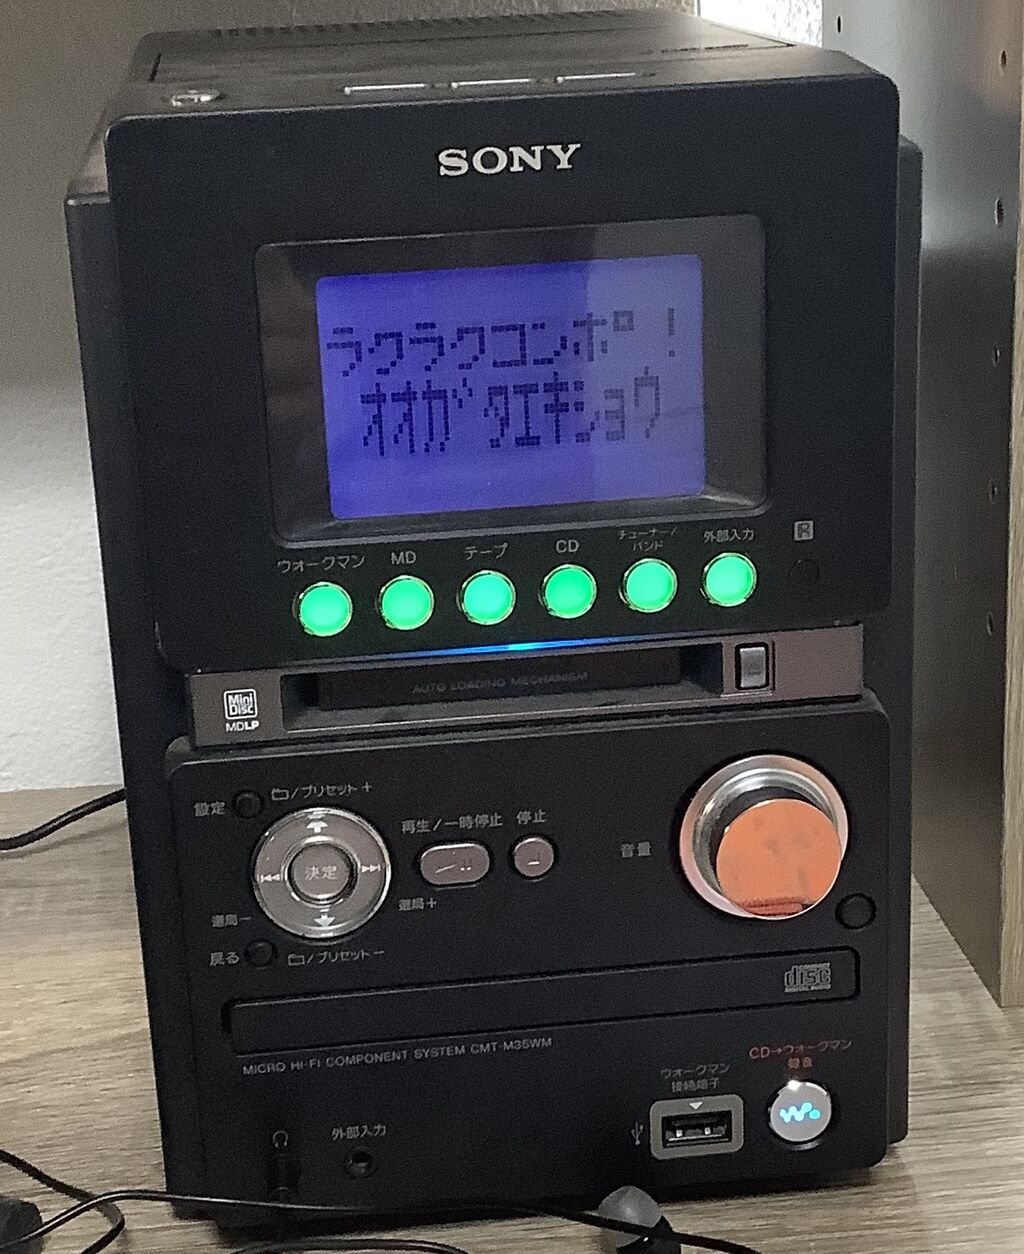 SONY
ラクラクコンポ!
オオガタエキショウ
ウォークマン MD テープ CD チューナー/バンド 外部入力 R
AUTO LOADING MECHANISM
Mini Disc
MDLP
設定 /プリセット +
再生/一時停止 停止
決定
音量
選局− 選局+
戻る /プリセット −
COMPACT disc DIGITAL AUDIO
MICRO HI-FI COMPONENT SYSTEM CMT-M35WM
CD→ウォークマン
録音
ウォークマン
接続端子
外部入力